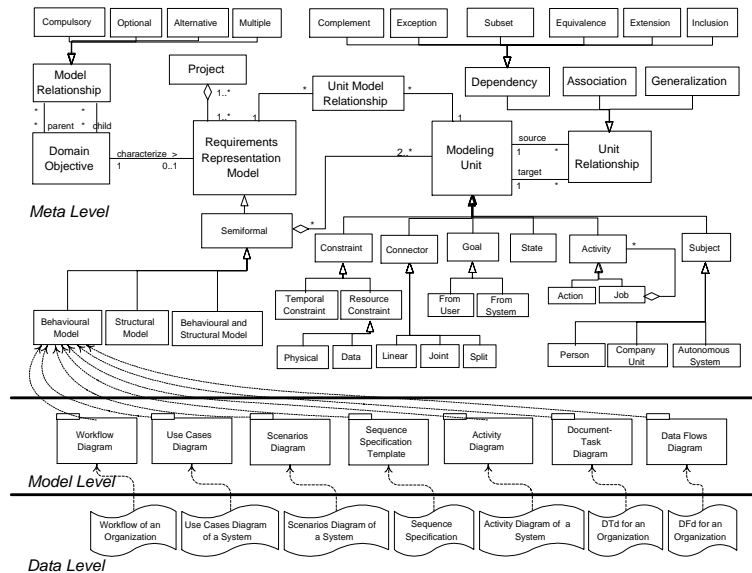 Compulsory
Optional
Alternative
Multiple
Complement
Exception
Subset
Equivalence
Extension
Inclusion
Model
Relationship
Project
Unit Model
Relationship
Dependency
Association
Generalization
* *
* parent * child
1..*
1..*
1
*
*
1
Domain
Objective
characterize >
1 0..1
Requirements
Representation
Model
2..*
Modeling
Unit
source
1 *
target
1 *
Unit
Relationship
Meta Level
Semiformal
*
Constraint
Connector
Goal
State
Activity
*
Subject
Temporal
Constraint
Resource
Constraint
From
User
From
System
Action
Job
Behavioural
Model
Structural
Model
Behavioural and
Structural Model
Physical
Data
Linear
Joint
Split
Person
Company
Unit
Autonomous
System
Workflow
Diagram
Use Cases
Diagram
Scenarios
Diagram
Sequence
Specification
Template
Activity
Diagram
Document-
Task
Diagram
Data Flows
Diagram
Model Level
Workflow of an
Organization
Use Cases Diagram
of a System
Scenarios Diagram of
a System
Sequence
Specification
Activity Diagram of a
System
DTd for an
Organization
DFd for an
Organization
Data Level